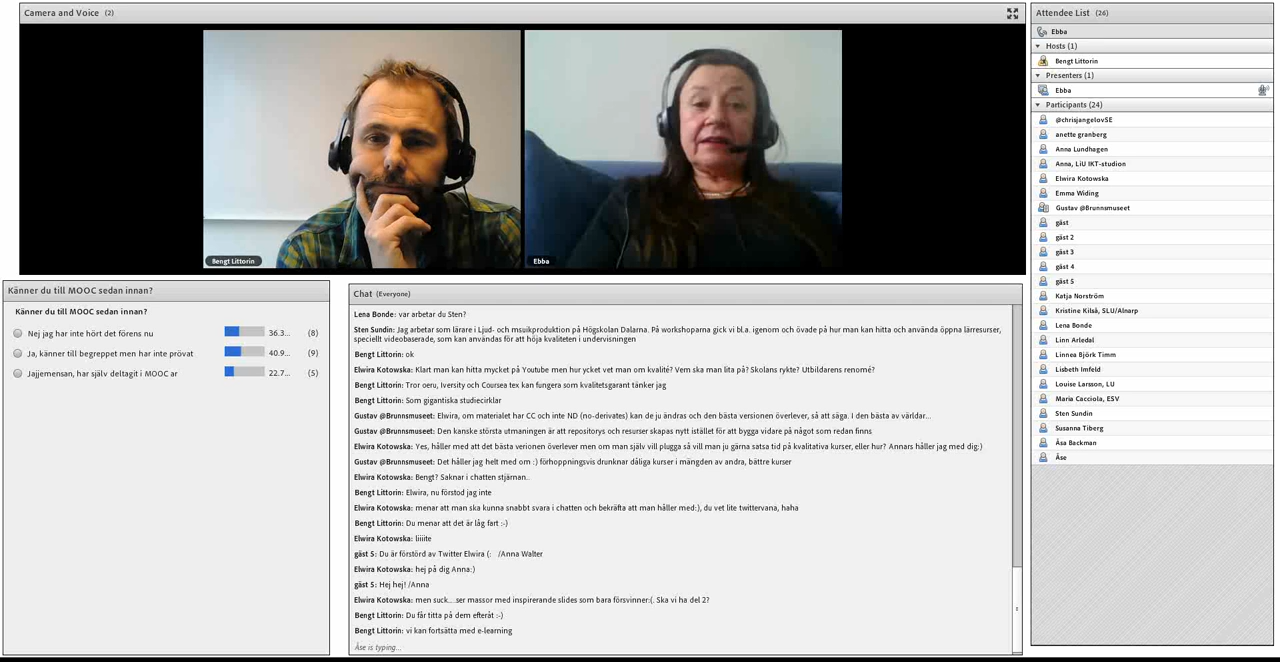 Camera and Voice (2)
Bengt Littorin
Ebba
Känner du till MOOC sedan innan?
Känner du till MOOC sedan innan?
Nej jag har inte hört det förens nu 36.3... (8)
Ja, känner till begreppet men har inte prövat 40.9... (9)
Jajjemensan, har själv deltagit i MOOC ar 22.7... (5)
Chat (Everyone)
Lena Bonde: var arbetar du Sten?
Sten Sundin: Jag arbetar som lärare i Ljud- och msuikproduktion på Högskolan Dalarna. På workshoparna gick vi bl.a. igenom och övade på hur man kan hitta och använda öppna lärresurser,
speciellt videobaserade, som kan användas för att höja kvaliteten i undervisningen
Bengt Littorin: ok
Elwira Kotowska: Klart man kan hitta mycket på Youtube men hur ycket vet man om kvalité? Vem ska man lita på? Skolans rykte? Utbildarens renomé?
Bengt Littorin: Tror oeru, Iversity och Coursea tex kan fungera som kvalitetsgarant tänker jag
Bengt Littorin: Som gigantiska studiecirklar
Gustav @Brunnsmuseet: Elwira, om materialet har CC och inte ND (no-derivates) kan de ju ändras och den bästa versionen överlever, så att säga. I den bästa av världar...
Gustav @Brunnsmuseet: Den kanske största utmaningen är att repositorys och resurser skapas nytt istället för att bygga vidare på något som redan finns
Elwira Kotowska: Yes, håller med att det bästa verionen överlever men om man själv vill plugga så vill man ju gärna satsa tid på kvalitativa kurser, eller hur? Annars håller jag med dig:)
Gustav @Brunnsmuseet: Det håller jag helt med om :) förhoppningsvis drunknar dåliga kurser i mängden av andra, bättre kurser
Elwira Kotowska: Bengt? Saknar i chatten stjärnan..
Bengt Littorin: Elwira, nu förstod jag inte
Elwira Kotowska: menar att man ska kunna snabbt svara i chatten och bekräfta att man håller med:), du vet lite twittervana, haha
Bengt Littorin: Du menar att det är låg fart :-)
Elwira Kotowska: liiiite
gäst 5: Du är förstörd av Twitter Elwira (: /Anna Walter
Elwira Kotowska: hej på dig Anna:)
gäst 5: Hej hej! /Anna
Elwira Kotowska: men suck....ser massor med inspirerande slides som bara försvinner:(. Ska vi ha del 2?
Bengt Littorin: Du får titta på dem efteråt :-)
Bengt Littorin: vi kan fortsätta med e-learning
Åse is typing...
Attendee List (26)
Ebba
Hosts (1)
Bengt Littorin
Presenters (1)
Ebba
Participants (24)
@chrisjangelovSE
anette granberg
Anna Lundhagen
Anna, LiU IKT-studion
Elwira Kotowska
Emma Widing
Gustav @Brunnsmuseet
gäst
gäst 2
gäst 3
gäst 4
gäst 5
Katja Norström
Kristine Kilså, SLU/Alnarp
Lena Bonde
Linn Arledal
Linnea Björk Timm
Lisbeth Imfeld
Louise Larsson, LU
Maria Cacciola, ESV
Sten Sundin
Susanna Tiberg
Åsa Backman
Åse